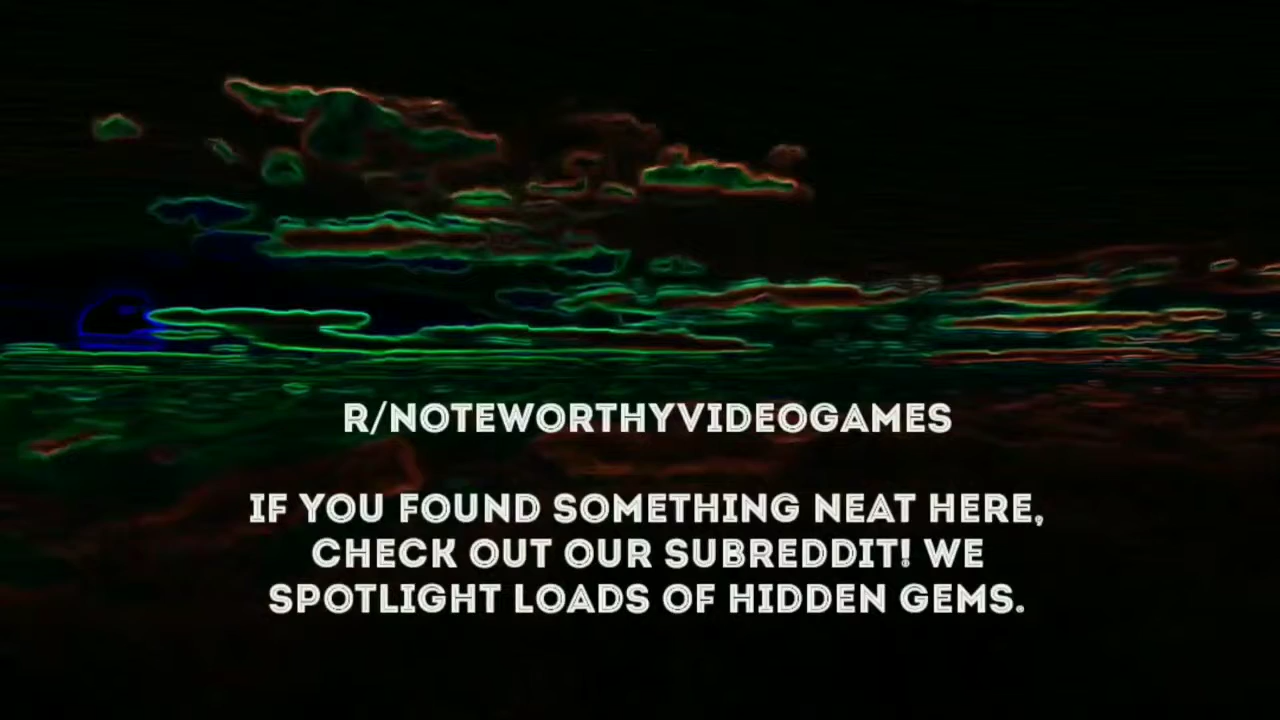 R/NOTEWORTHYVIDEOGAMES
IF YOU FOUND SOMETHING NEAT HERE,
CHECK OUT OUR SUBREDDIT! WE
SPOTLIGHT LOADS OF HIDDEN GEMS.